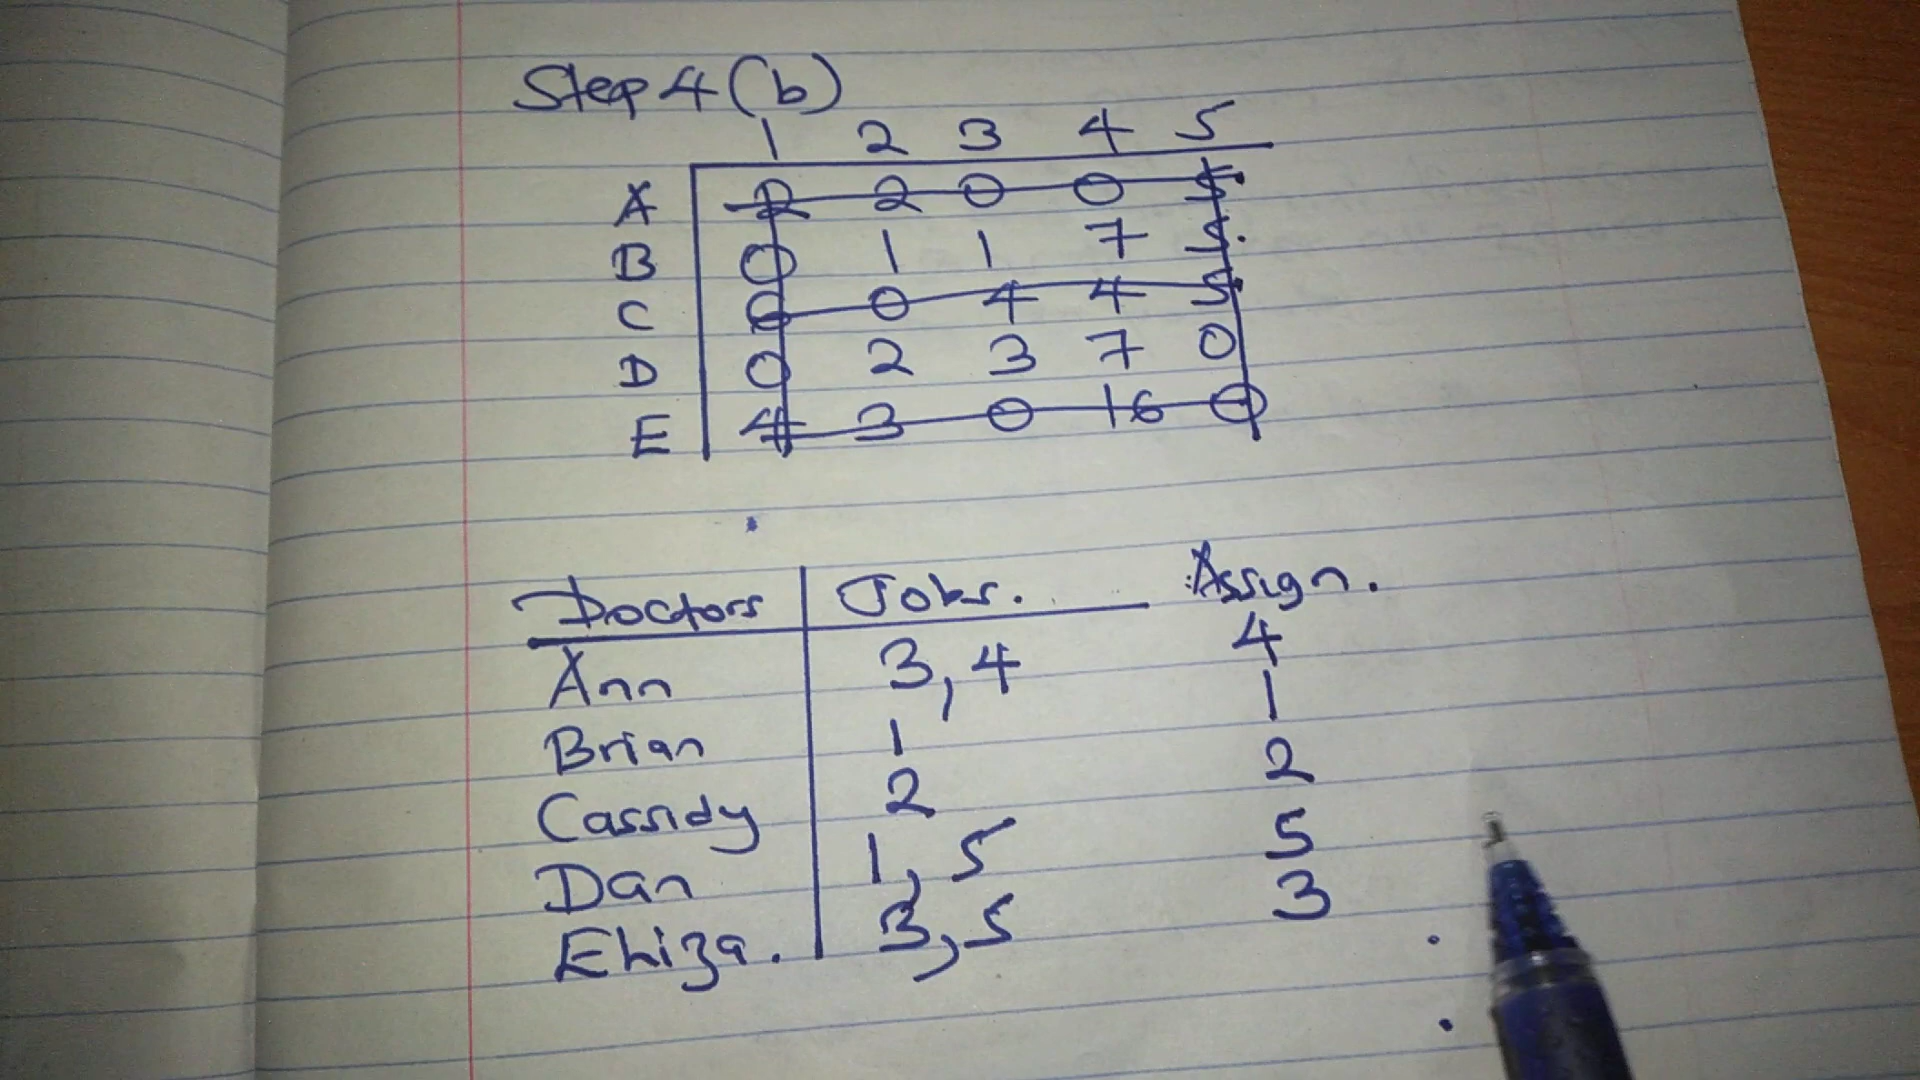 Step 4 (b)
1 2 3 4 5
A 2 2 0 0
B 0 1 1 7
C 0 0 4 4 5
D 0 2 3 7 0
E 4 3 0 16 0
Doctors Jobs. Assign.
Ann 3, 4 4
Brian 1 1
Cassidy 2 2
Dan 1, 5 5
Eliza. 3, 5 3